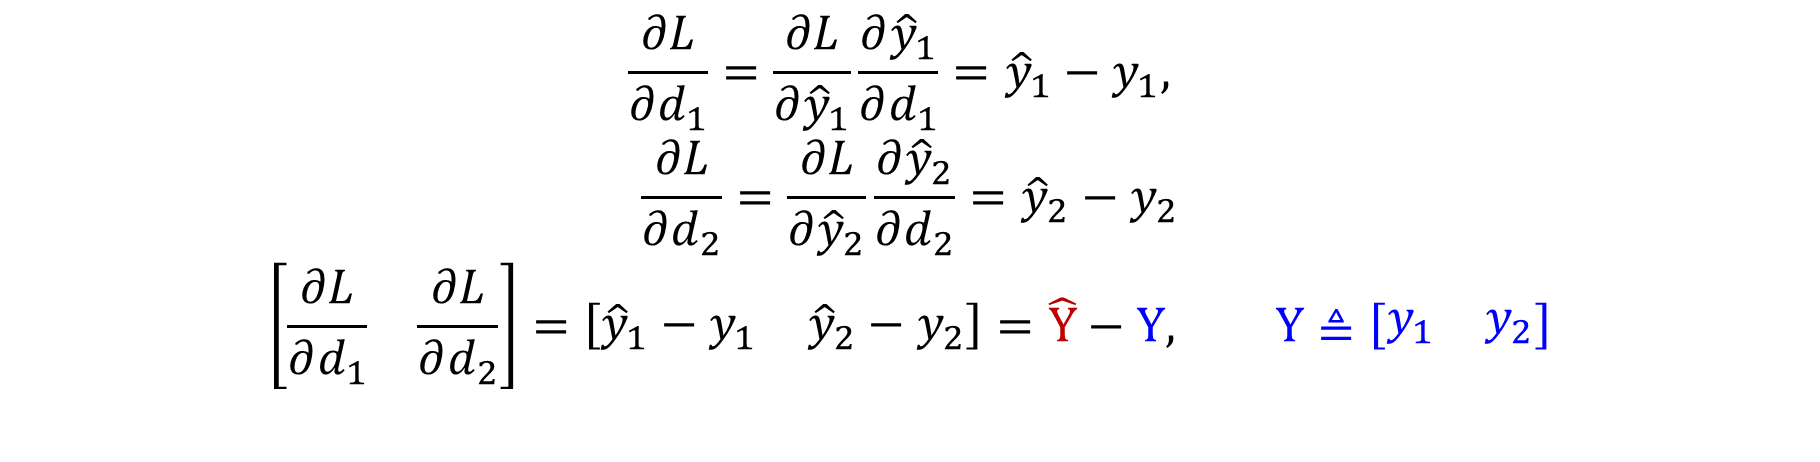 ∂L/∂d₁ = ∂L/∂ŷ₁ ∂ŷ₁/∂d₁ = ŷ₁ − y₁,
∂L/∂d₂ = ∂L/∂ŷ₂ ∂ŷ₂/∂d₂ = ŷ₂ − y₂
[∂L/∂d₁ ∂L/∂d₂] = [ŷ₁ − y₁ ŷ₂ − y₂] = Ŷ − Y, Y ≜ [y₁ y₂]